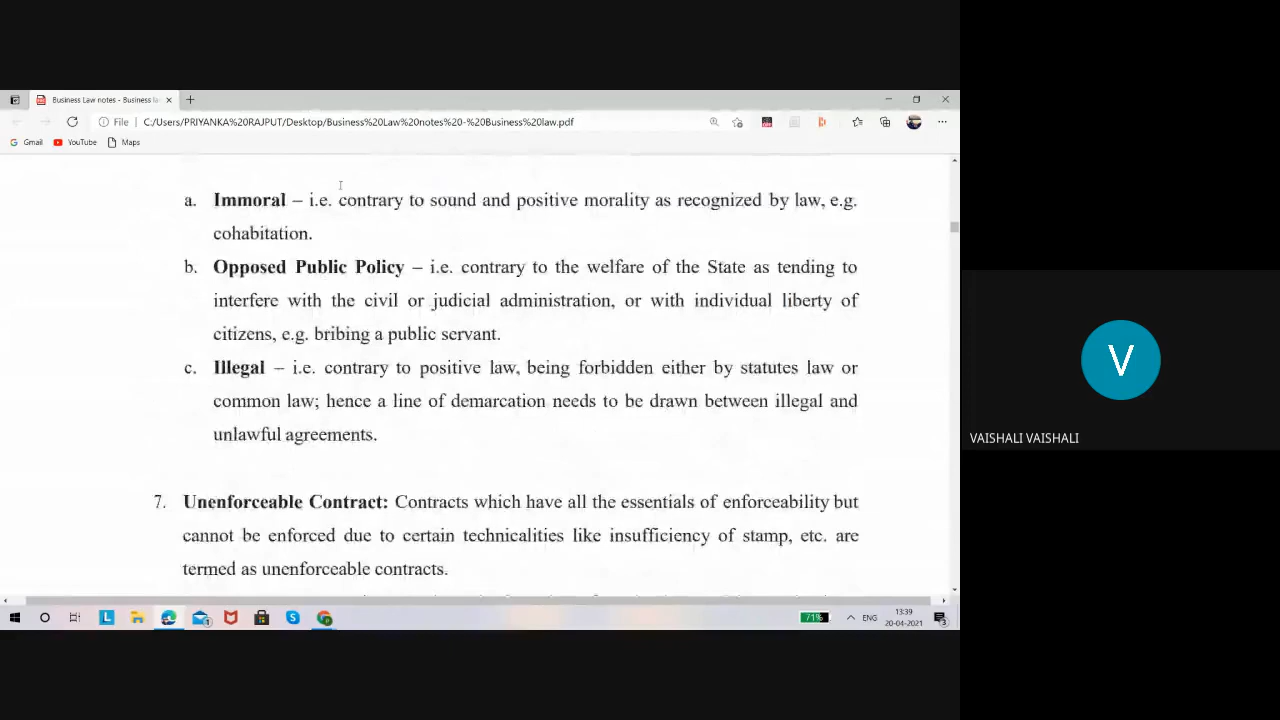 Business Law notes - Business la
File
C:/Users/PRIYANKA%20RAJPUT/Desktop/Business%20Law%20notes%20-%20Business%20law.pdf
Gmail YouTube Maps
a. Immoral – i.e. contrary to sound and positive morality as recognized by law, e.g.
cohabitation.
b. Opposed Public Policy – i.e. contrary to the welfare of the State as tending to
interfere with the civil or judicial administration, or with individual liberty of
citizens, e.g. bribing a public servant.
c. Illegal – i.e. contrary to positive law, being forbidden either by statutes law or
common law; hence a line of demarcation needs to be drawn between illegal and
unlawful agreements.
7. Unenforceable Contract: Contracts which have all the essentials of enforceability but
cannot be enforced due to certain technicalities like insufficiency of stamp, etc. are
termed as unenforceable contracts.
V
VAISHALI VAISHALI
71%
ENG
13:39
20-04-2021